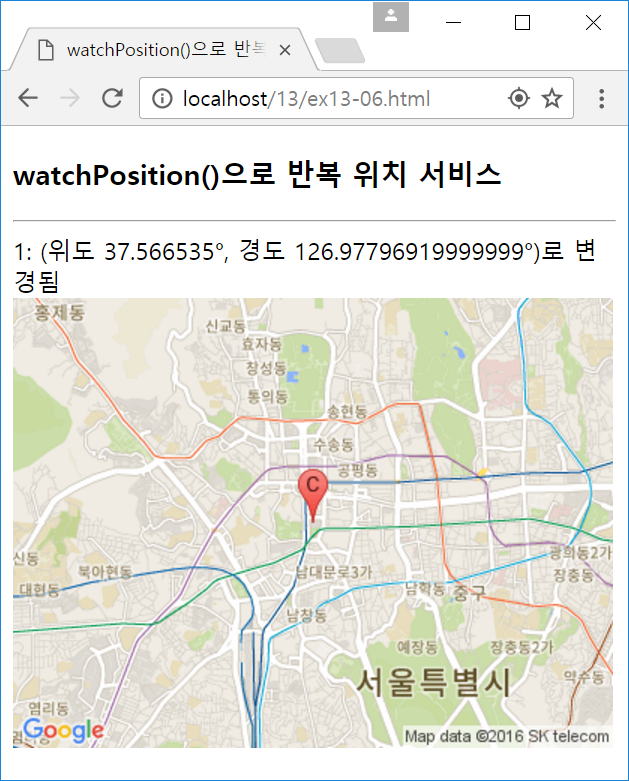 watchPosition()으로 반복
localhost/13/ex13-06.html
watchPosition()으로 반복 위치 서비스
1: (위도 37.566535°, 경도 126.97796919999999°)로 변
경됨
홍제동
신교동
효자동
창성동
통의동
송현동
수송동
공평동
C
신동
북아현동
대현동
남대문로3가
광희동2가
장충동
남학동
중구
남창동
예장동
장충동2가
서울특별시
약수동
염리동
Google
Map data ©2016 SK telecom